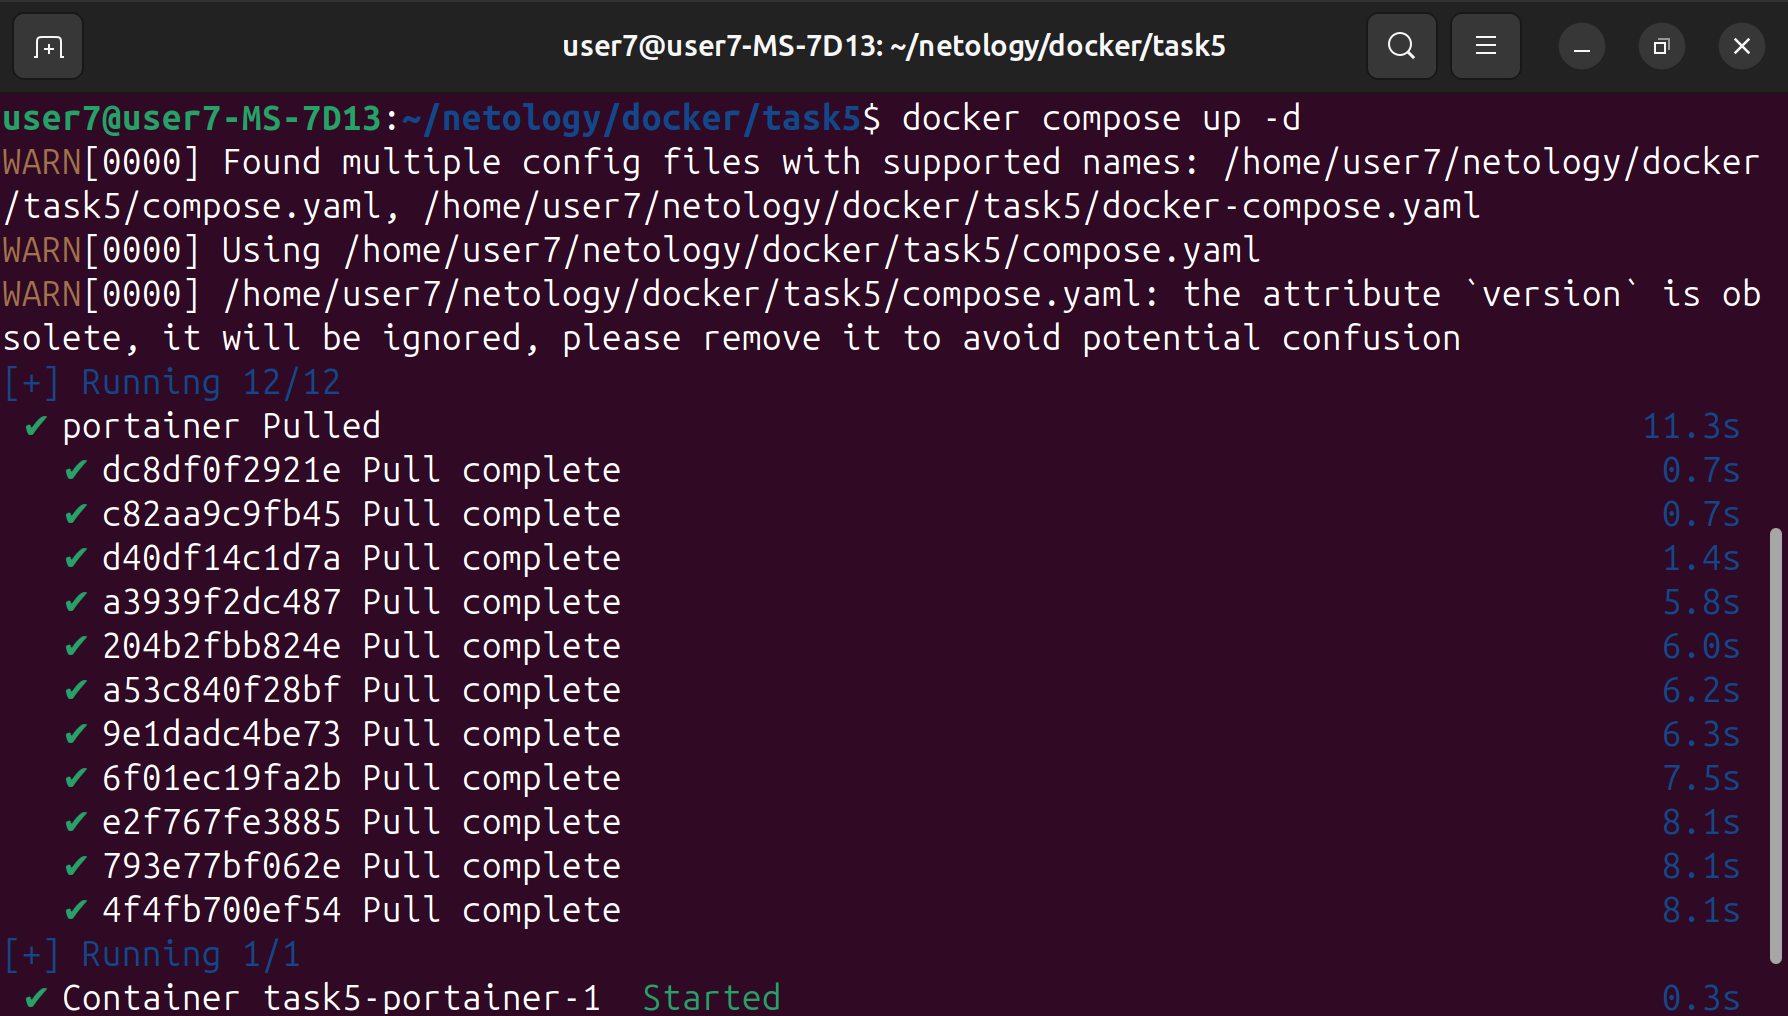 user7@user7-MS-7D13: ~/netology/docker/task5
user7@user7-MS-7D13:~/netology/docker/task5$ docker compose up -d
WARN[0000] Found multiple config files with supported names: /home/user7/netology/docker
/task5/compose.yaml, /home/user7/netology/docker/task5/docker-compose.yaml
WARN[0000] Using /home/user7/netology/docker/task5/compose.yaml
WARN[0000] /home/user7/netology/docker/task5/compose.yaml: the attribute `version` is ob
solete, it will be ignored, please remove it to avoid potential confusion
[+] Running 12/12
✔ portainer Pulled 11.3s
✔ dc8df0f2921e Pull complete 0.7s
✔ c82aa9c9fb45 Pull complete 0.7s
✔ d40df14c1d7a Pull complete 1.4s
✔ a3939f2dc487 Pull complete 5.8s
✔ 204b2fbb824e Pull complete 6.0s
✔ a53c840f28bf Pull complete 6.2s
✔ 9e1dadc4be73 Pull complete 6.3s
✔ 6f01ec19fa2b Pull complete 7.5s
✔ e2f767fe3885 Pull complete 8.1s
✔ 793e77bf062e Pull complete 8.1s
✔ 4f4fb700ef54 Pull complete 8.1s
[+] Running 1/1
✔ Container task5-portainer-1 Started 0.3s